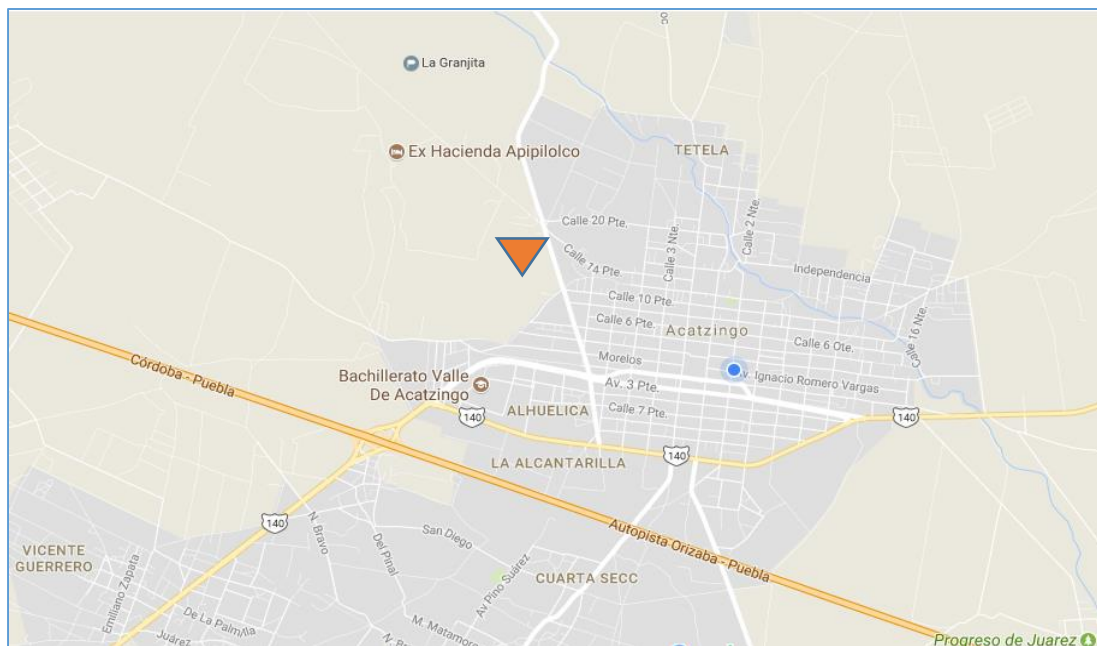 La Granjita
Ex Hacienda Apipilolco
TETELA
Calle 20 Pte.
Calle 3 Nte.
Calle 2 Nte.
Calle 14 Pte.
Independencia
Calle 10 Pte.
Calle 6 Pte.
Acatzingo
Calle 6 Ote.
Calle 16 Nte.
Morelos
Av. Ignacio Romero Vargas
Córdoba - Puebla
Bachillerato Valle
De Acatzingo
Av. 3 Pte.
ALHUELICA
Calle 7 Pte.
140
140
140
LA ALCANTARILLA
140
N. Bravo
San Diego
Del Pinal
Autopista Orizaba - Puebla
VICENTE
GUERRERO
Emiliano Zapata
Av Pino Suárez
CUARTA SECC
De La Palmilla
Juárez
M. Matamoros
Progreso de Juarez